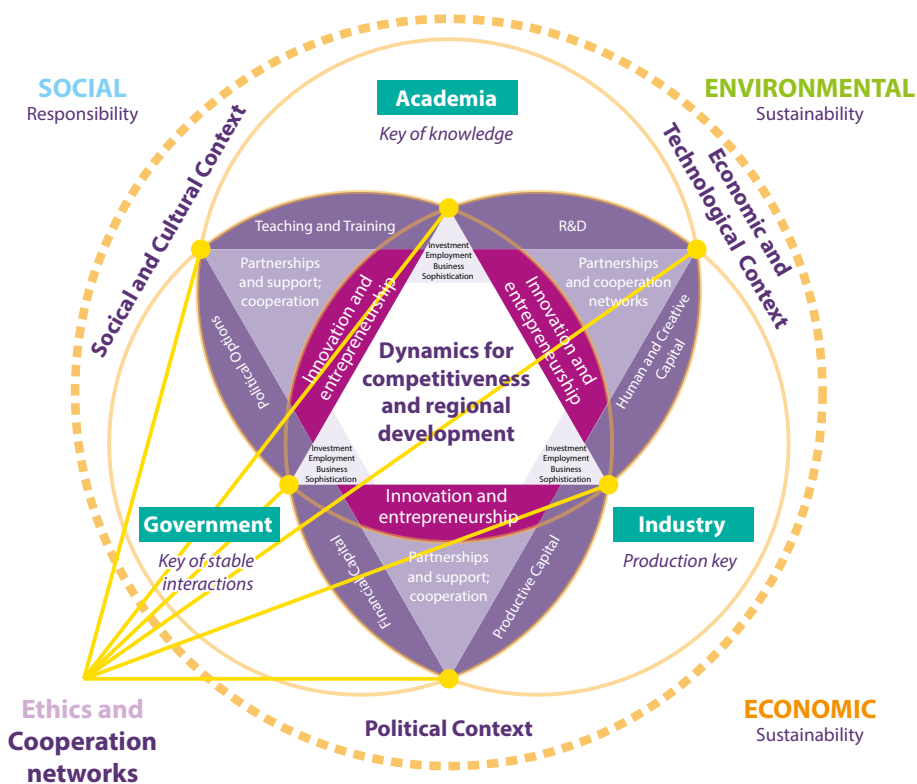 SOCIAL
Responsibility
Academia
Key of knowledge
ENVIRONMENTAL
Sustainability
Socical and Cultural Context
Economic and
Technological Context
Teaching and Training
R&D
Investment
Employment
Business
Sophistication
Partnerships
and support;
cooperation
Partnerships
and cooperation
networks
Innovation and
entrepreneurship
Innovation and
entrepreneurship
Political Options
Human and Creative
Capital
Dynamics for
competitiveness
and regional
development
Investment
Employment
Business
Sophistication
Investment
Employment
Business
Sophistication
Innovation and
entrepreneurship
Government
Key of stable
interactions
Industry
Production key
Financial Capital
Partnerships
and support;
cooperation
Productive Capital
Ethics and
Cooperation
networks
Political Context
ECONOMIC
Sustainability